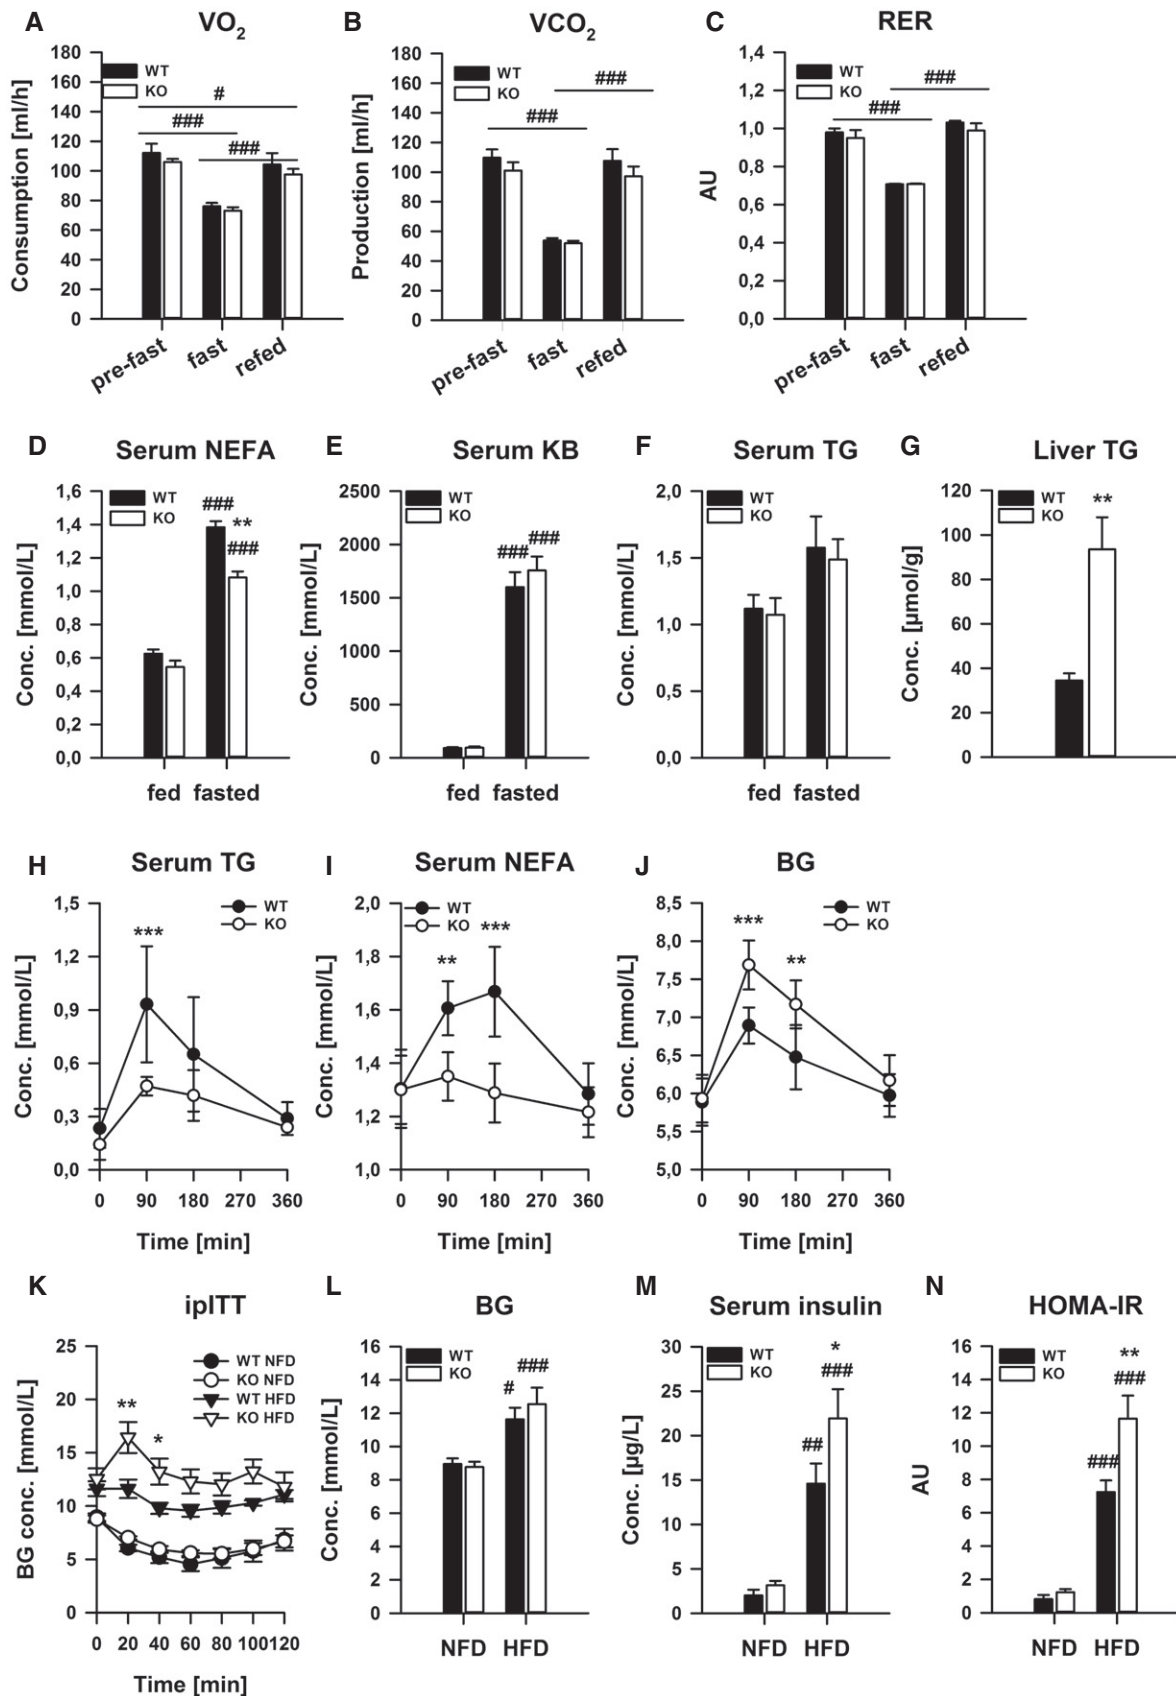 A
VO2
Consumption [ml/h]
180
160
140
120
100
80
60
40
20
0
WT
KO
#
###
###
pre-fast
fast
refed
B
VCO2
Production [ml/h]
180
160
140
120
100
80
60
40
20
0
WT
KO
###
###
pre-fast
fast
refed
C
RER
AU
1,4
1,2
1,0
0,8
0,6
0,4
0,2
0,0
WT
KO
###
###
pre-fast
fast
refed
D
Serum NEFA
Conc. [mmol/L]
1,6
1,4
1,2
1,0
0,8
0,6
0,4
0,2
0,0
WT
KO
###
**
###
fed fasted
E
Serum KB
Conc. [mmol/L]
2500
2000
1500
1000
500
0
WT
KO
###
###
fed fasted
F
Serum TG
Conc. [mmol/L]
2,0
1,5
1,0
0,5
0,0
WT
KO
fed fasted
G
Liver TG
Conc. [µmol/g]
120
100
80
60
40
20
0
WT
KO
**
H
Serum TG
Conc. [mmol/L]
1,5
1,2
0,9
0,6
0,3
0,0
WT
KO
***
0 90 180 270 360
Time [min]
I
Serum NEFA
Conc. [mmol/L]
2,0
1,8
1,6
1,4
1,2
1,0
WT
KO
**
***
0 90 180 270 360
Time [min]
J
BG
Conc. [mmol/L]
8,5
8,0
7,5
7,0
6,5
6,0
5,5
5,0
WT
KO
***
**
0 90 180 270 360
Time [min]
K
ipITT
BG conc. [mmol/L]
25
20
15
10
5
0
WT NFD
KO NFD
WT HFD
KO HFD
**
*
0 20 40 60 80 100 120
Time [min]
L
BG
Conc. [mmol/L]
16
14
12
10
8
6
4
2
0
WT
KO
#
###
NFD HFD
M
Serum insulin
Conc. [µg/L]
30
25
20
15
10
5
0
WT
KO
##
*
###
NFD HFD
N
HOMA-IR
AU
16
14
12
10
8
6
4
2
0
WT
KO
###
**
###
NFD HFD